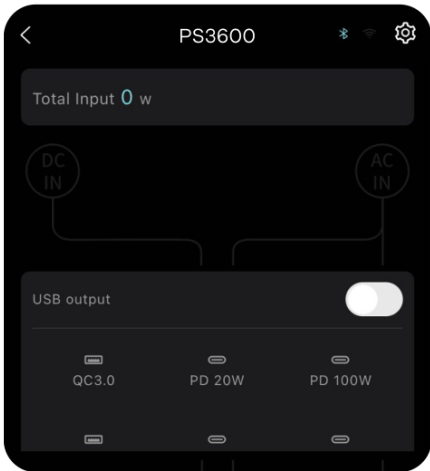 PS3600
Total Input 0 w
DC
IN
AC
IN
USB output
QC3.0
PD 20W
PD 100W